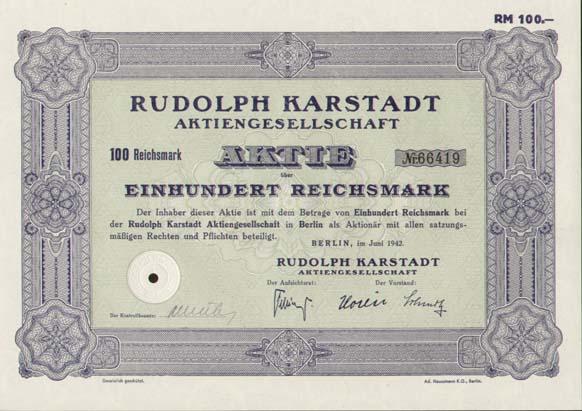 RM 100.—
RUDOLPH KARSTADT
AKTIENGESELLSCHAFT
100 Reichsmark AKTIE № 66419
über
EINHUNDERT REICHSMARK
Der Inhaber dieser Aktie ist mit dem Betrage von Einhundert Reichsmark bei
der Rudolph Karstadt Aktiengesellschaft in Berlin als Aktionär mit allen satzungs-
mäßigen Rechten und Pflichten beteiligt.
BERLIN, im Juni 1942.
RUDOLPH KARSTADT
AKTIENGESELLSCHAFT
Der Aufsichtsrat: Der Vorstand:
Der Kontrollbeamte:
Gesetzlich geschützt. Ad. Haussmann K.G., Berlin.